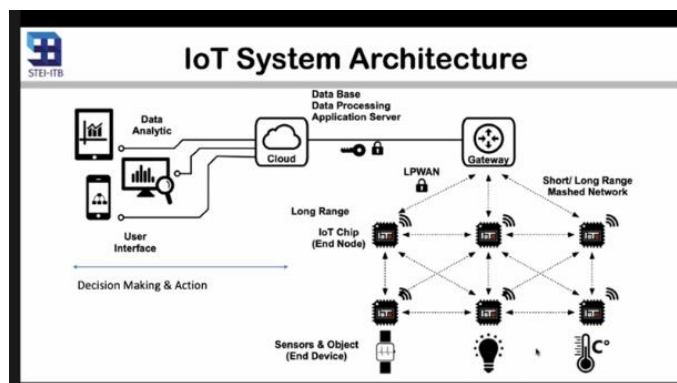 STEI-ITB
IoT System Architecture
Data Base
Data Processing
Application Server
Data
Analytic
Cloud
Gateway
LPWAN
Short/ Long Range
Mashed Network
Long Range
IoT Chip
(End Node)
User
Interface
Decision Making & Action
Sensors & Object
(End Device)
C°